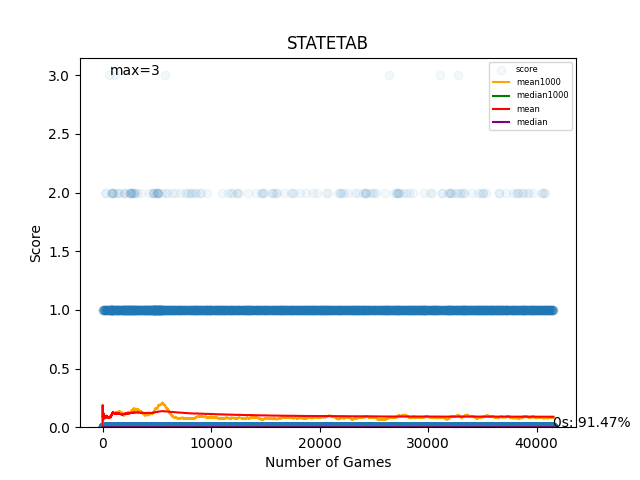 STATETAB
max=3
score
mean1000
median1000
mean
median
3.0
2.5
2.0
1.5
1.0
0.5
0.0
Score
0s: 91.47%
0 10000 20000 30000 40000
Number of Games